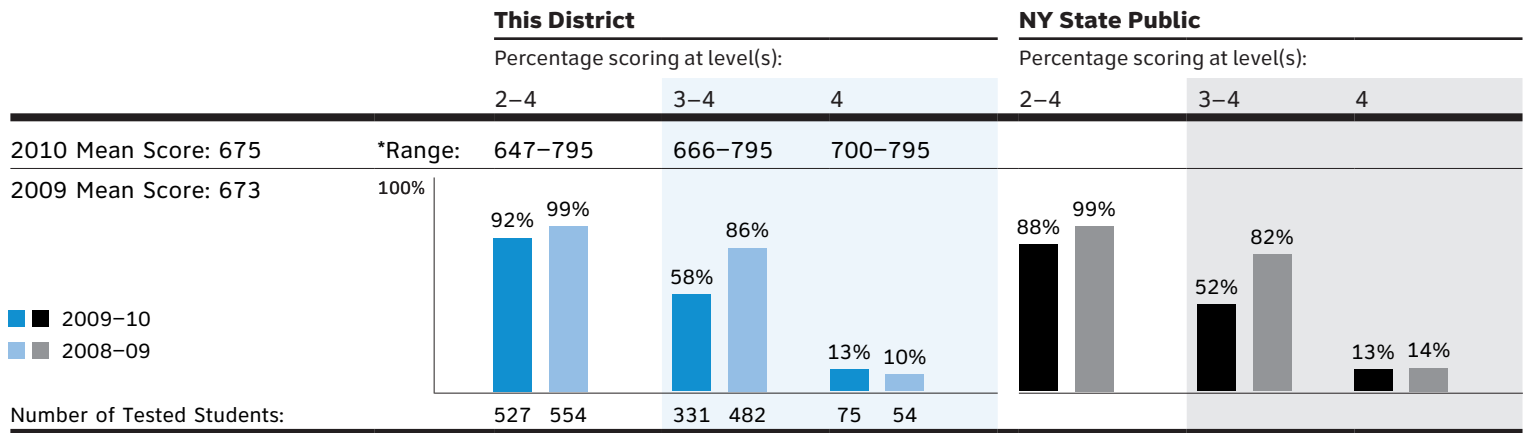 This District NY State Public
Percentage scoring at level(s): Percentage scoring at level(s):
2–4 3–4 4 2–4 3–4 4
2010 Mean Score: 675 *Range: 647–795 666–795 700–795
2009 Mean Score: 673 100%
92% 99% 86% 58% 13% 10% 88% 99% 82% 52% 13% 14%
2009–10
2008–09
Number of Tested Students: 527 554 331 482 75 54